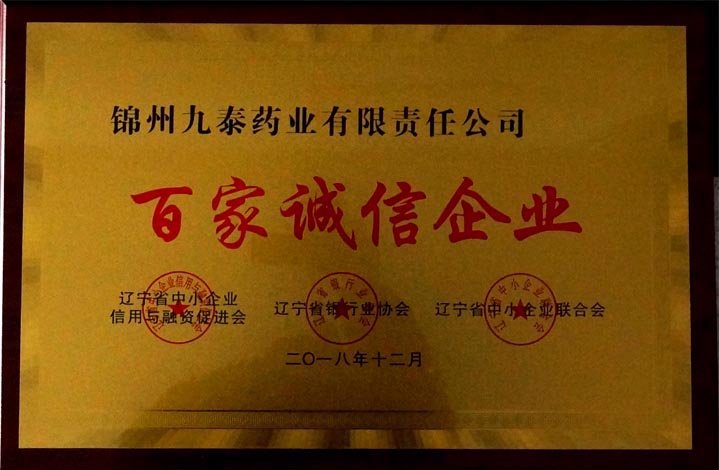 锦州九泰药业有限责任公司
百家诚信企业
辽宁省中小企业
信用与融资促进会
辽宁省银行业协会
辽宁省中小企业联合会
二〇一八年十二月